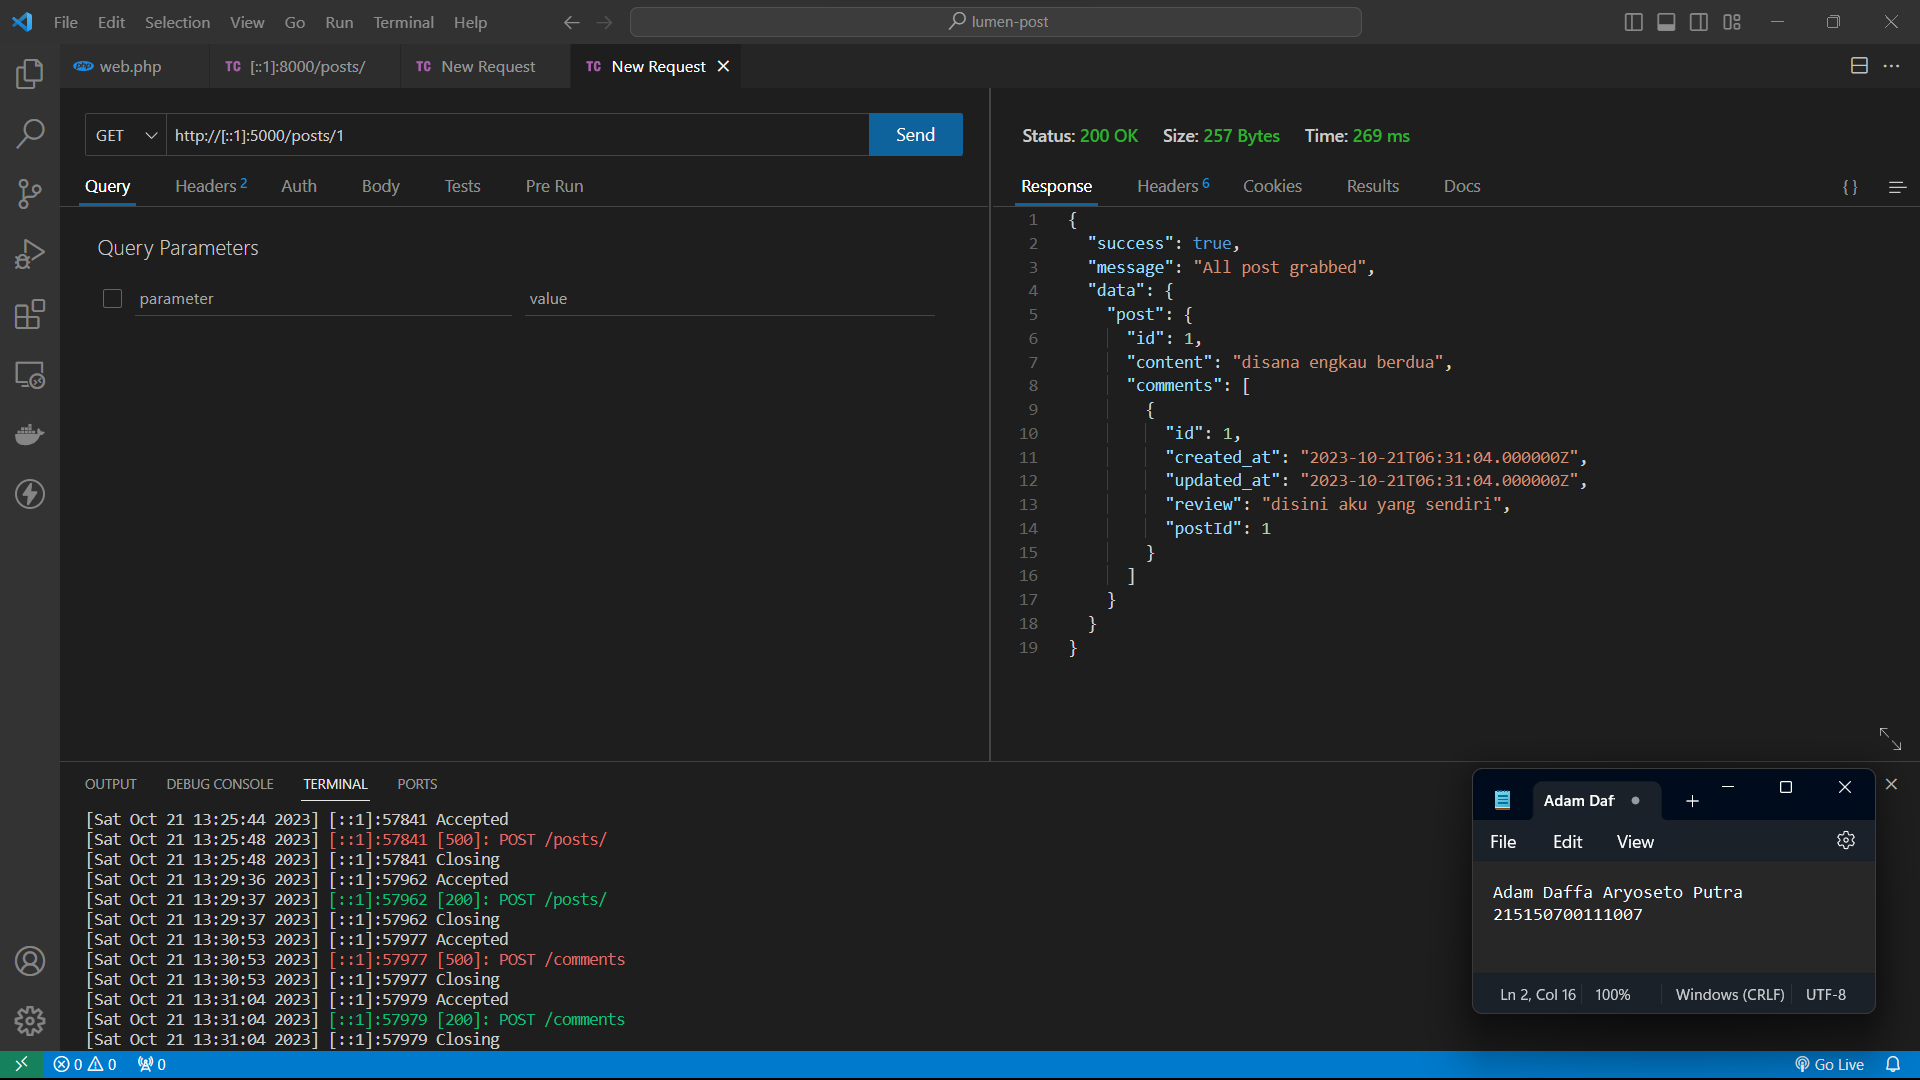 File Edit Selection View Go Run Terminal Help
lumen-post
web.php
TC [::1]:8000/posts/
TC New Request
TC New Request
GET
http://[::1]:5000/posts/1
Send
Query Headers 2 Auth Body Tests Pre Run
Query Parameters
parameter value
Status: 200 OK Size: 257 Bytes Time: 269 ms
Response Headers 6 Cookies Results Docs
{ }
1 {
2 "success": true,
3 "message": "All post grabbed",
4 "data": {
5 "post": {
6 "id": 1,
7 "content": "disana engkau berdua",
8 "comments": [
9 {
10 "id": 1,
11 "created_at": "2023-10-21T06:31:04.000000Z",
12 "updated_at": "2023-10-21T06:31:04.000000Z",
13 "review": "disini aku yang sendiri",
14 "postId": 1
15 }
16 ]
17 }
18 }
19 }
OUTPUT DEBUG CONSOLE TERMINAL PORTS
[Sat Oct 21 13:25:44 2023] [::1]:57841 Accepted
[Sat Oct 21 13:25:48 2023] [::1]:57841 [500]: POST /posts/
[Sat Oct 21 13:25:48 2023] [::1]:57841 Closing
[Sat Oct 21 13:29:36 2023] [::1]:57962 Accepted
[Sat Oct 21 13:29:37 2023] [::1]:57962 [200]: POST /posts/
[Sat Oct 21 13:29:37 2023] [::1]:57962 Closing
[Sat Oct 21 13:30:53 2023] [::1]:57977 Accepted
[Sat Oct 21 13:30:53 2023] [::1]:57977 [500]: POST /comments
[Sat Oct 21 13:30:53 2023] [::1]:57977 Closing
[Sat Oct 21 13:31:04 2023] [::1]:57979 Accepted
[Sat Oct 21 13:31:04 2023] [::1]:57979 [200]: POST /comments
[Sat Oct 21 13:31:04 2023] [::1]:57979 Closing
Adam Daf
File Edit View
Adam Daffa Aryoseto Putra
215150700111007
Ln 2, Col 16 100% Windows (CRLF) UTF-8
0 0 0
Go Live